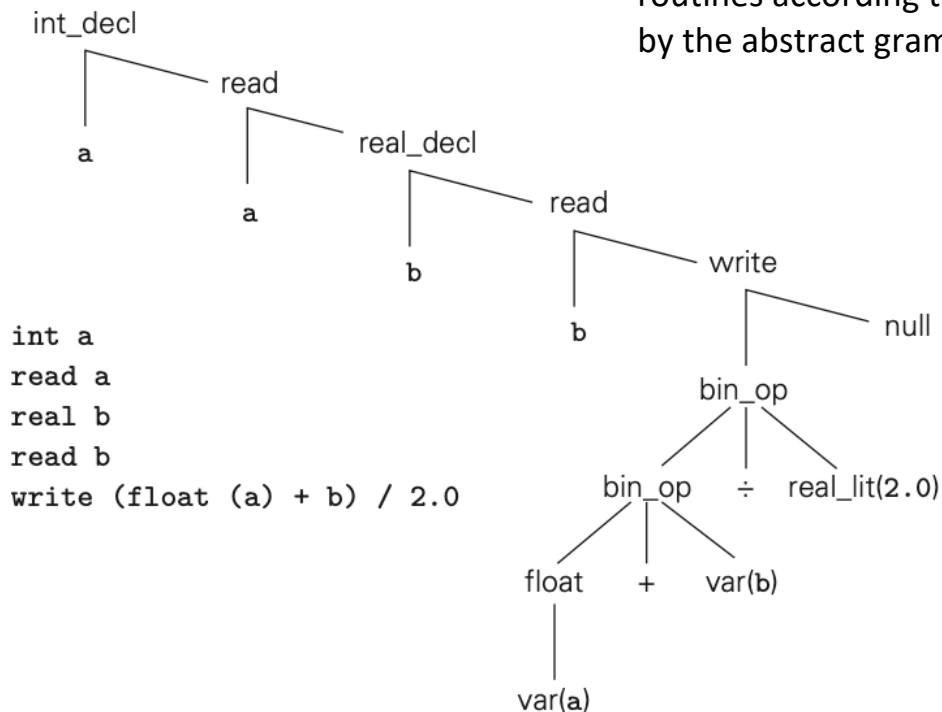 routines according t
by the abstract gram
int_decl
read
a
real_decl
a
read
b
write
b
null
int a
read a
real b
read b
write (float (a) + b) / 2.0
bin_op
bin_op ÷ real_lit(2.0)
float + var(b)
var(a)